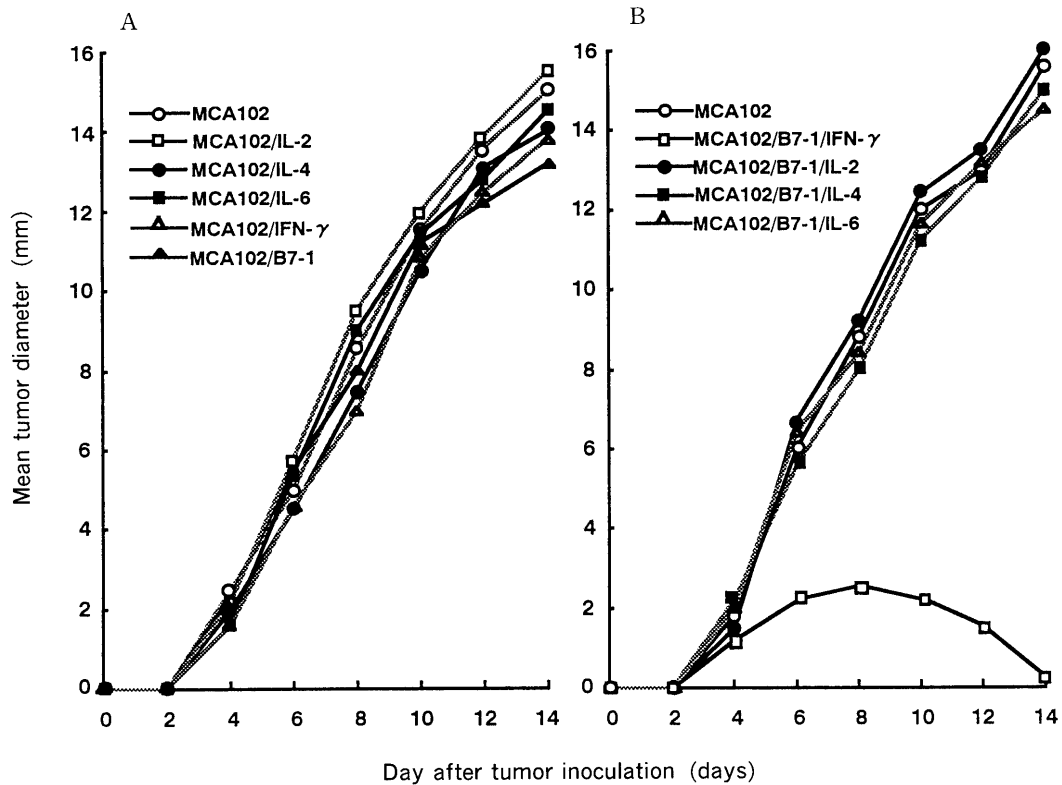 A
16
14
12
10
8
6
4
2
0
Mean tumor diameter (mm)
MCA102
MCA102/IL-2
MCA102/IL-4
MCA102/IL-6
MCA102/IFN-γ
MCA102/B7-1
0 2 4 6 8 10 12 14
B
16
14
12
10
8
6
4
2
0
MCA102
MCA102/B7-1/IFN-γ
MCA102/B7-1/IL-2
MCA102/B7-1/IL-4
MCA102/B7-1/IL-6
0 2 4 6 8 10 12 14
Day after tumor inoculation (days)